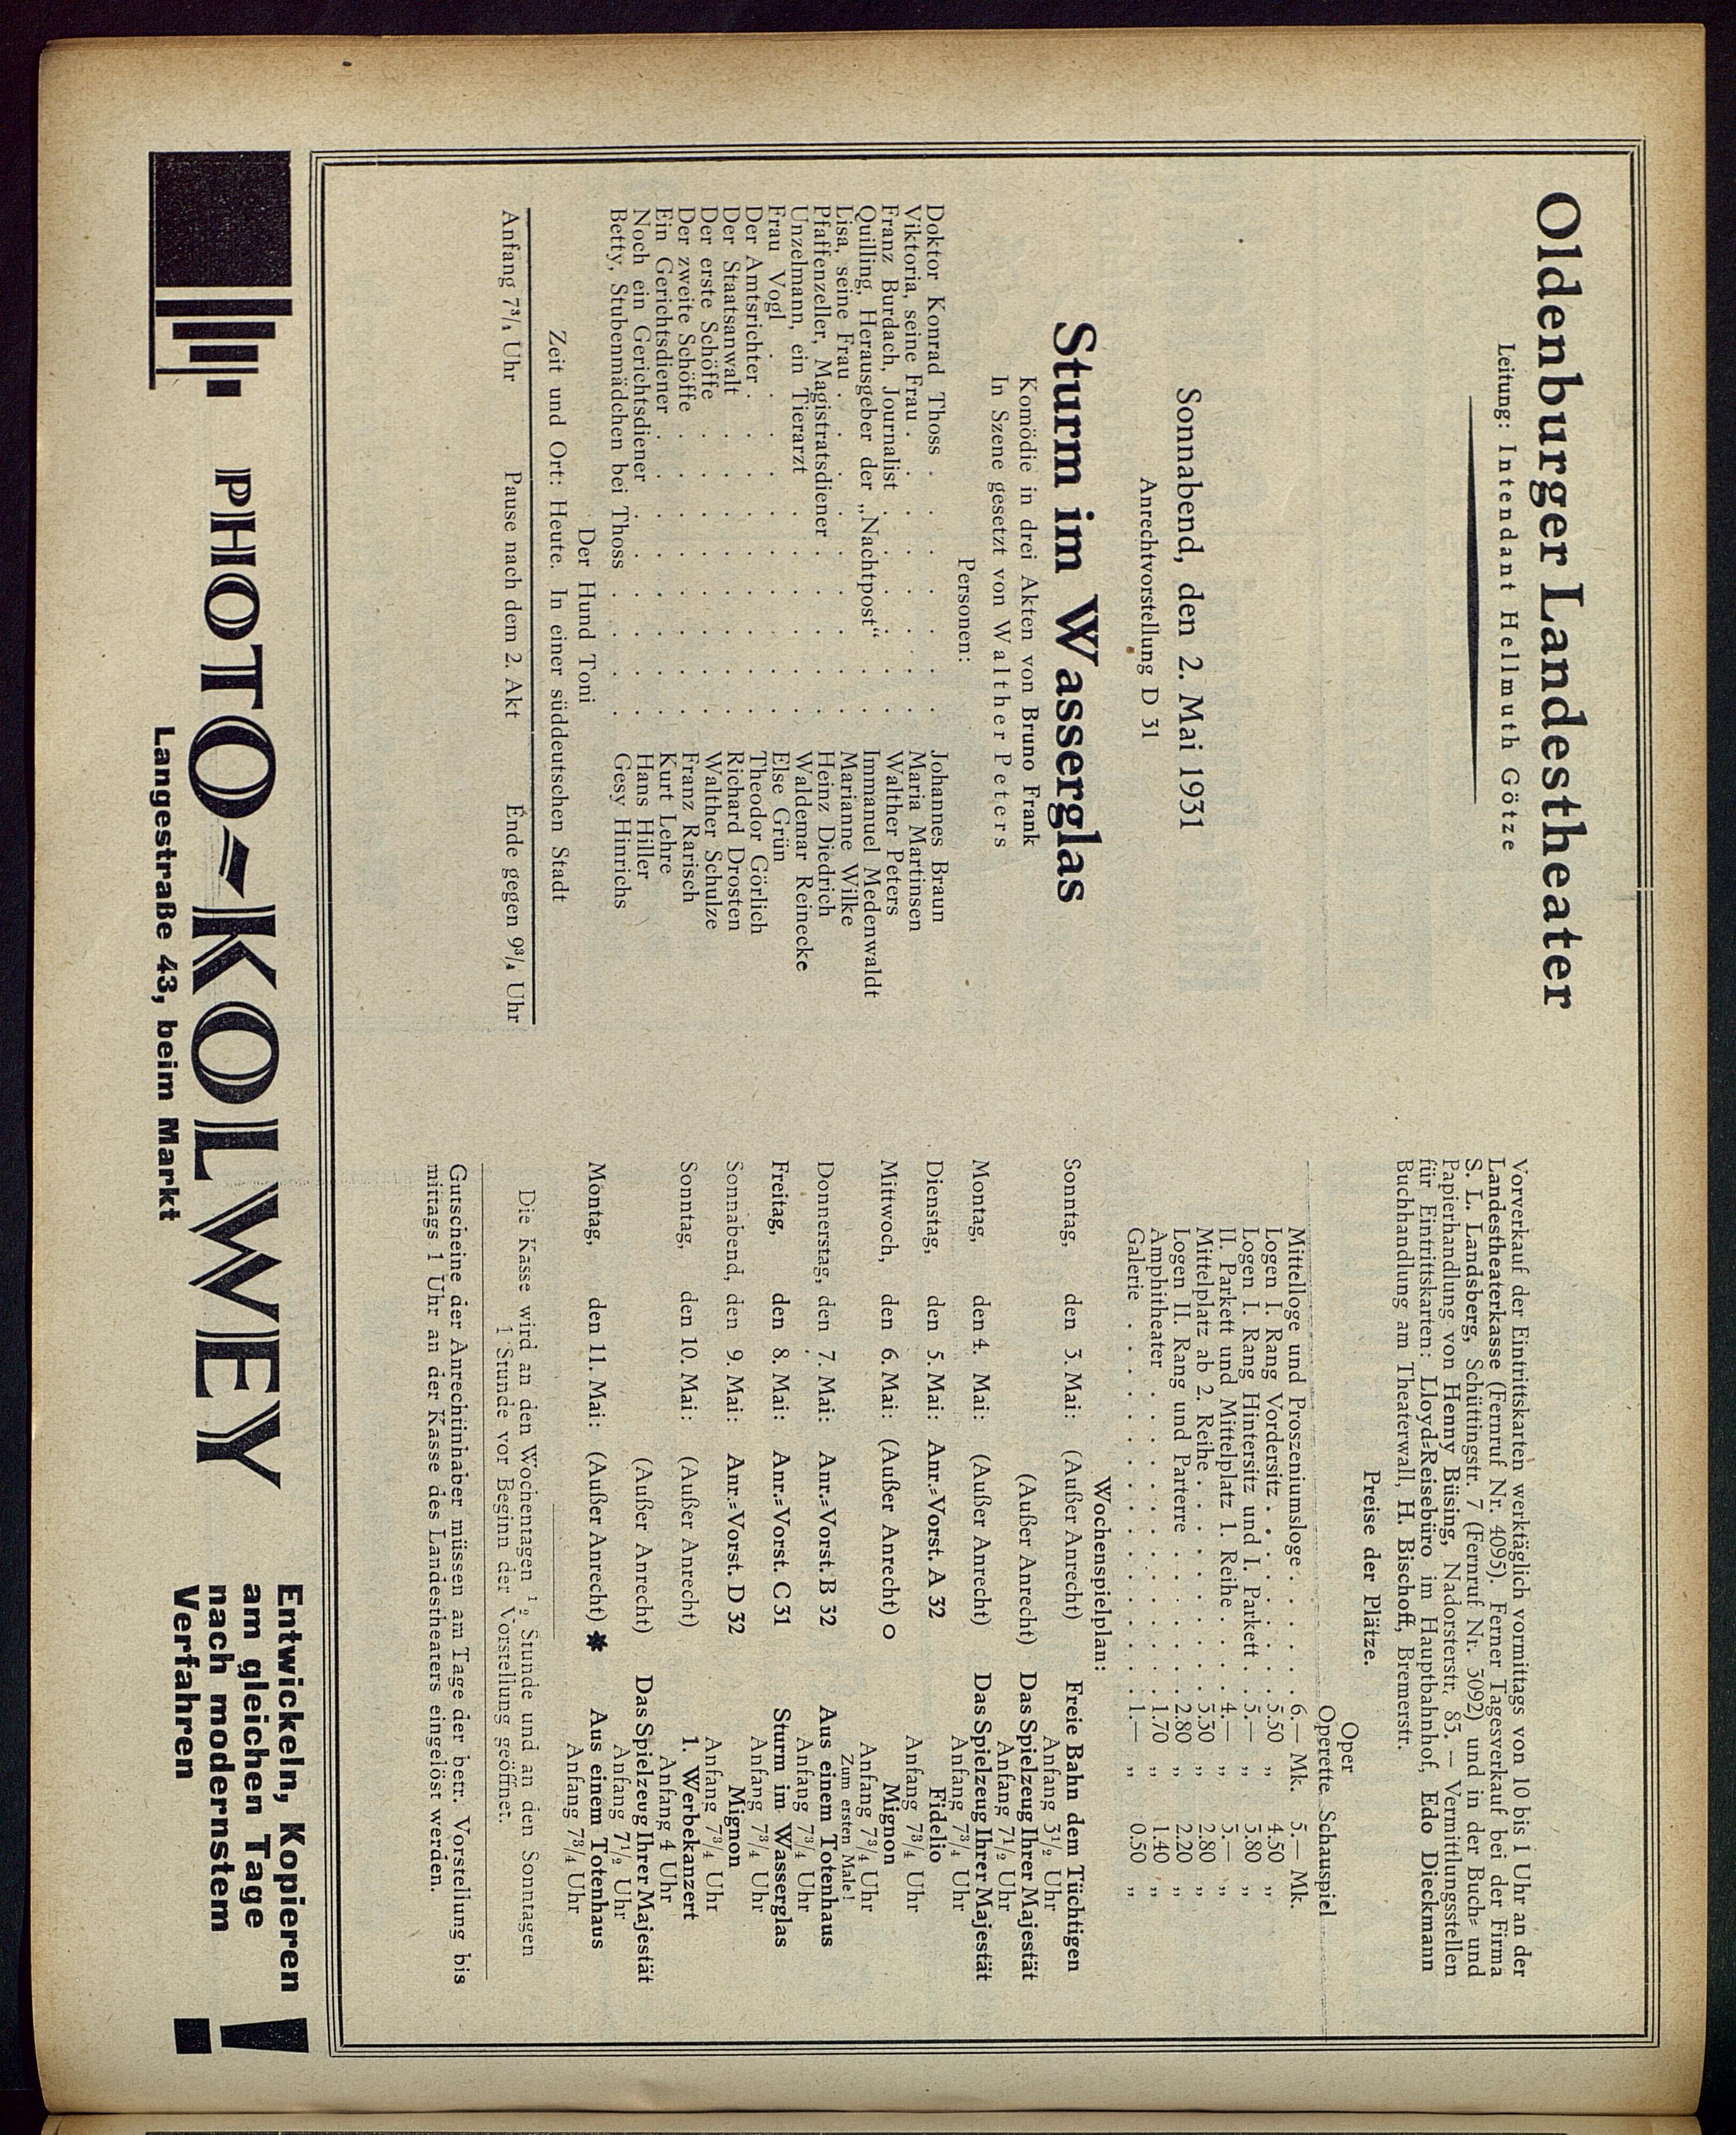 Oldenburger Landestheater
Leitung: Intendant Hellmuth Götze
Sonnabend, den 2. Mai 1931
Anrechtvorstellung D 31
Sturm im Wasserglas
Komödie in drei Akten von Bruno Frank
In Szene gesetzt von Walther Peters
Personen:
Doktor Konrad Thoss . . . . . . . Johannes Braun
Viktoria, seine Frau . . . . . . . . Maria Martinsen
Franz Burdach, Journalist . . . . . . Walther Peters
Quilling, Herausgeber der „Nachtpost“ . . Immanuel Medenwaldt
Lisa, seine Frau . . . . . . . . . Marianne Wilke
Pfaffenzeller, Magistratsdiener . . . . . Heinz Diedrich
Unzelmann, ein Tierarzt . . . . . . Waldemar Reinecke
Frau Vogl . . . . . . . . . . Else Grün
Der Amtsrichter . . . . . . . . . Theodor Görlich
Der Staatsanwalt . . . . . . . . Richard Drosten
Der erste Schöffe . . . . . . . . Walther Schulze
Der zweite Schöffe . . . . . . . . Franz Rarisch
Ein Gerichtsdiener . . . . . . . . Kurt Lehre
Noch ein Gerichtsdiener . . . . . . Hans Hiller
Betty, Stubenmädchen bei Thoss . . . . Gesy Hinrichs
Der Hund Toni
Zeit und Ort: Heute. In einer süddeutschen Stadt
Anfang 7¾ Uhr Pause nach dem 2. Akt Ende gegen 9¾ Uhr
Vorverkauf der Eintrittskarten werktäglich vormittags von 10 bis 1 Uhr an der
Landestheaterkasse (Fernruf Nr. 4095). Ferner Tagesverkauf bei der Firma
S. L. Landsberg, Schüttingstr. 7 (Fernruf Nr. 5092) und in der Buch- und
Papierhandlung von Henny Büsing, Nadorsterstr. 83. — Vermittlungsstellen
für Eintrittskarten: Lloyd-Reisebüro im Hauptbahnhof, Edo Dieckmann
Buchhandlung am Theaterwall, H. Bischoff, Bremerstr.
Preise der Plätze.
Oper
Operette Schauspiel
Mittelloge und Proszeniumsloge . . . . . 6.— Mk. 5.— Mk.
Logen I. Rang Vordersitz . . . . . . . 5.50 „ 4.50 „
Logen I. Rang Hintersitz und I. Parkett . . 5.— „ 3.80 „
II. Parkett und Mittelplatz 1. Reihe . . . . 4.— „ 3.— „
Mittelplatz ab 2. Reihe . . . . . . . . 3.50 „ 2.80 „
Logen II. Rang und Parterre . . . . . 2.80 „ 2.20 „
Amphitheater . . . . . . . . . . 1.70 „ 1.40 „
Galerie . . . . . . . . . . . . 1.— „ 0.50 „
Wochenspielplan:
Sonntag, den 3. Mai: (Außer Anrecht) Freie Bahn dem Tüchtigen
Anfang 3½ Uhr
(Außer Anrecht) Das Spielzeug Ihrer Majestät
Anfang 7½ Uhr
Montag, den 4. Mai: (Außer Anrecht) Das Spielzeug Ihrer Majestät
Anfang 7¾ Uhr
Dienstag, den 5. Mai: Anr.-Vorst. A 32 Fidelio
Anfang 7¾ Uhr
Mittwoch, den 6. Mai: (Außer Anrecht) O Mignon
Anfang 7¾ Uhr
Zum ersten Male!
Donnerstag, den 7. Mai: Anr.-Vorst. B 32 Aus einem Totenhaus
Anfang 7¾ Uhr
Freitag, den 8. Mai: Anr.-Vorst. C 31 Sturm im Wasserglas
Anfang 7¾ Uhr
Sonnabend, den 9. Mai: Anr.-Vorst. D 32 Mignon
Anfang 7¾ Uhr
Sonntag, den 10. Mai: (Außer Anrecht) 1. Werbekanzert
Anfang 4 Uhr
(Außer Anrecht) Das Spielzeug Ihrer Majestät
Anfang 7½ Uhr
Montag, den 11. Mai: (Außer Anrecht) ✱ Aus einem Totenhaus
Anfang 7¾ Uhr
Die Kasse wird an den Wochentagen ½ Stunde und an den Sonntagen
1 Stunde vor Beginn der Vorstellung geöffnet.
Gutscheine der Anrechtinhaber müssen am Tage der betr. Vorstellung bis
mittags 1 Uhr an der Kasse des Landestheaters eingelöst werden.
PHOTO-KOLWEY
Langestraße 43, beim Markt
Entwickeln, Kopieren
am gleichen Tage
nach modernstem
Verfahren !